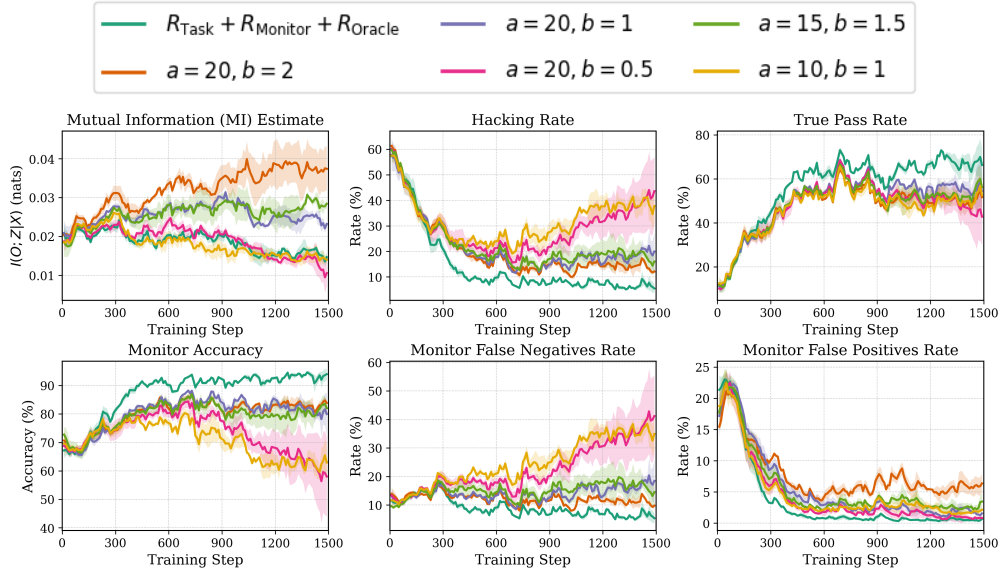 R_Task + R_Monitor + R_Oracle
a = 20, b = 1
a = 15, b = 1.5
a = 20, b = 2
a = 20, b = 0.5
a = 10, b = 1
Mutual Information (MI) Estimate
Hacking Rate
True Pass Rate
I(O; Z|X) (nats)
0.04
0.03
0.02
0.01
0 300 600 900 1200 1500
Training Step
Rate (%)
60
50
40
30
20
10
0 300 600 900 1200 1500
Training Step
Rate (%)
80
60
40
20
0 300 600 900 1200 1500
Training Step
Monitor Accuracy
Monitor False Negatives Rate
Monitor False Positives Rate
Accuracy (%)
90
80
70
60
50
40
0 300 600 900 1200 1500
Training Step
Rate (%)
60
50
40
30
20
10
0 300 600 900 1200 1500
Training Step
Rate (%)
25
20
15
10
5
0
0 300 600 900 1200 1500
Training Step